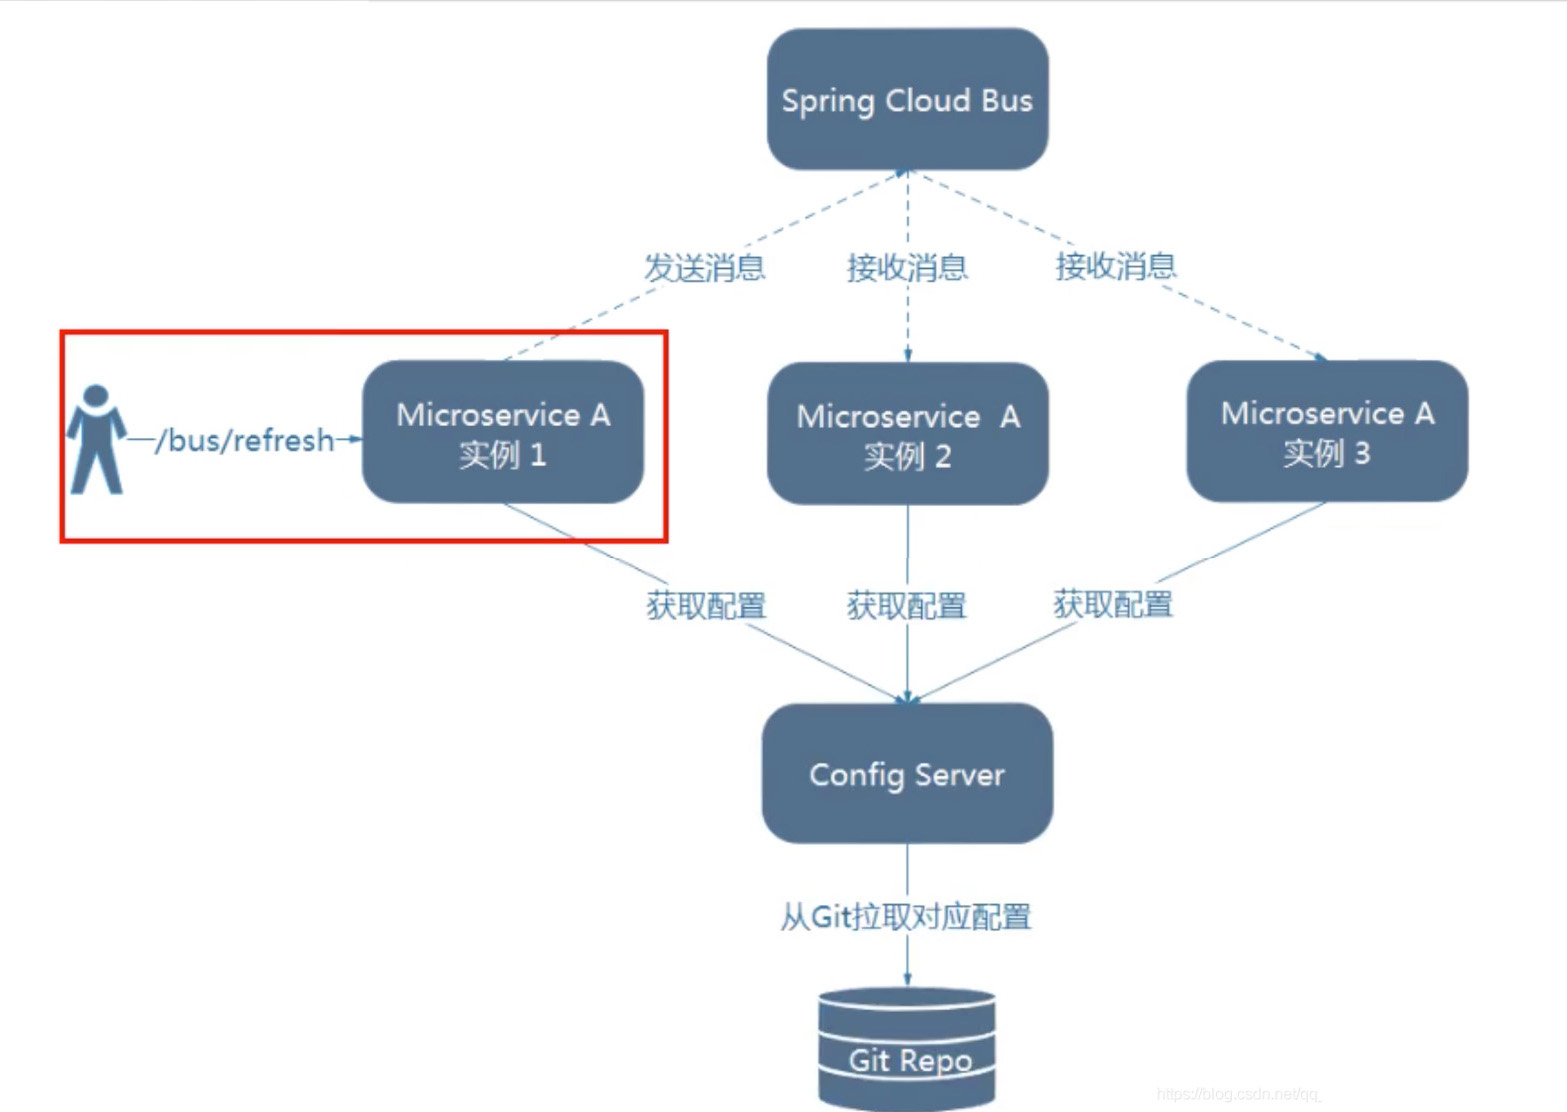 Spring Cloud Bus
发送消息
接收消息
接收消息
/bus/refresh
Microservice A
实例 1
Microservice A
实例 2
Microservice A
实例 3
获取配置
获取配置
获取配置
Config Server
从Git拉取对应配置
Git Repo
https://blog.csdn.net/qq_